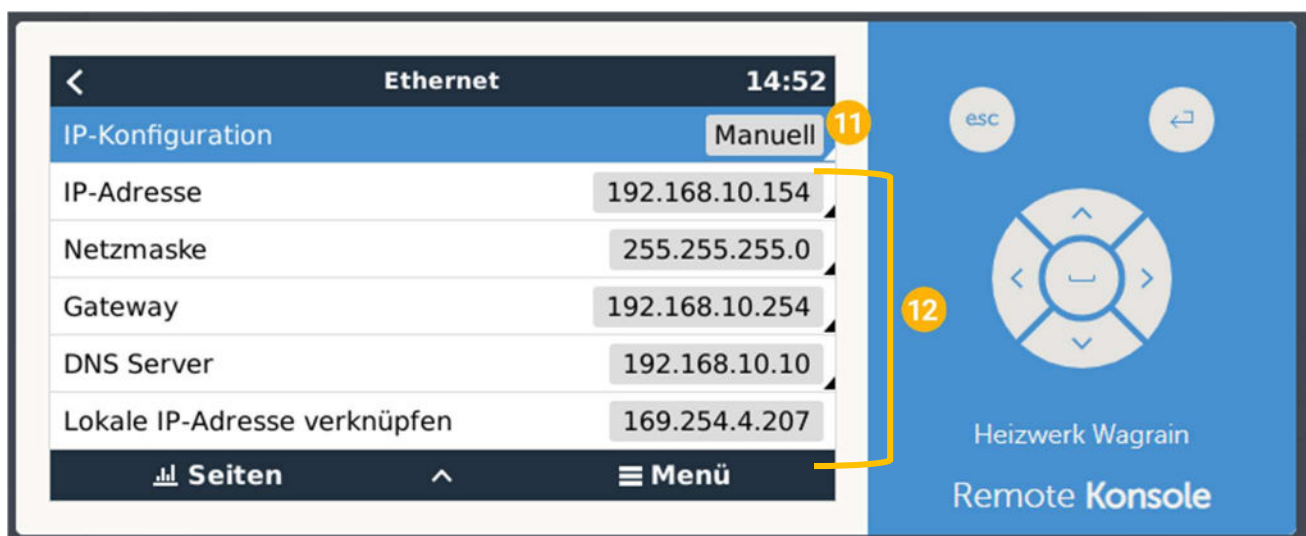 Ethernet 14:52
IP-Konfiguration Manuell 11
IP-Adresse 192.168.10.154
Netzmaske 255.255.255.0
Gateway 192.168.10.254
12
DNS Server 192.168.10.10
Lokale IP-Adresse verknüpfen 169.254.4.207
Seiten Menü
esc
Heizwerk Wagrain
Remote Konsole